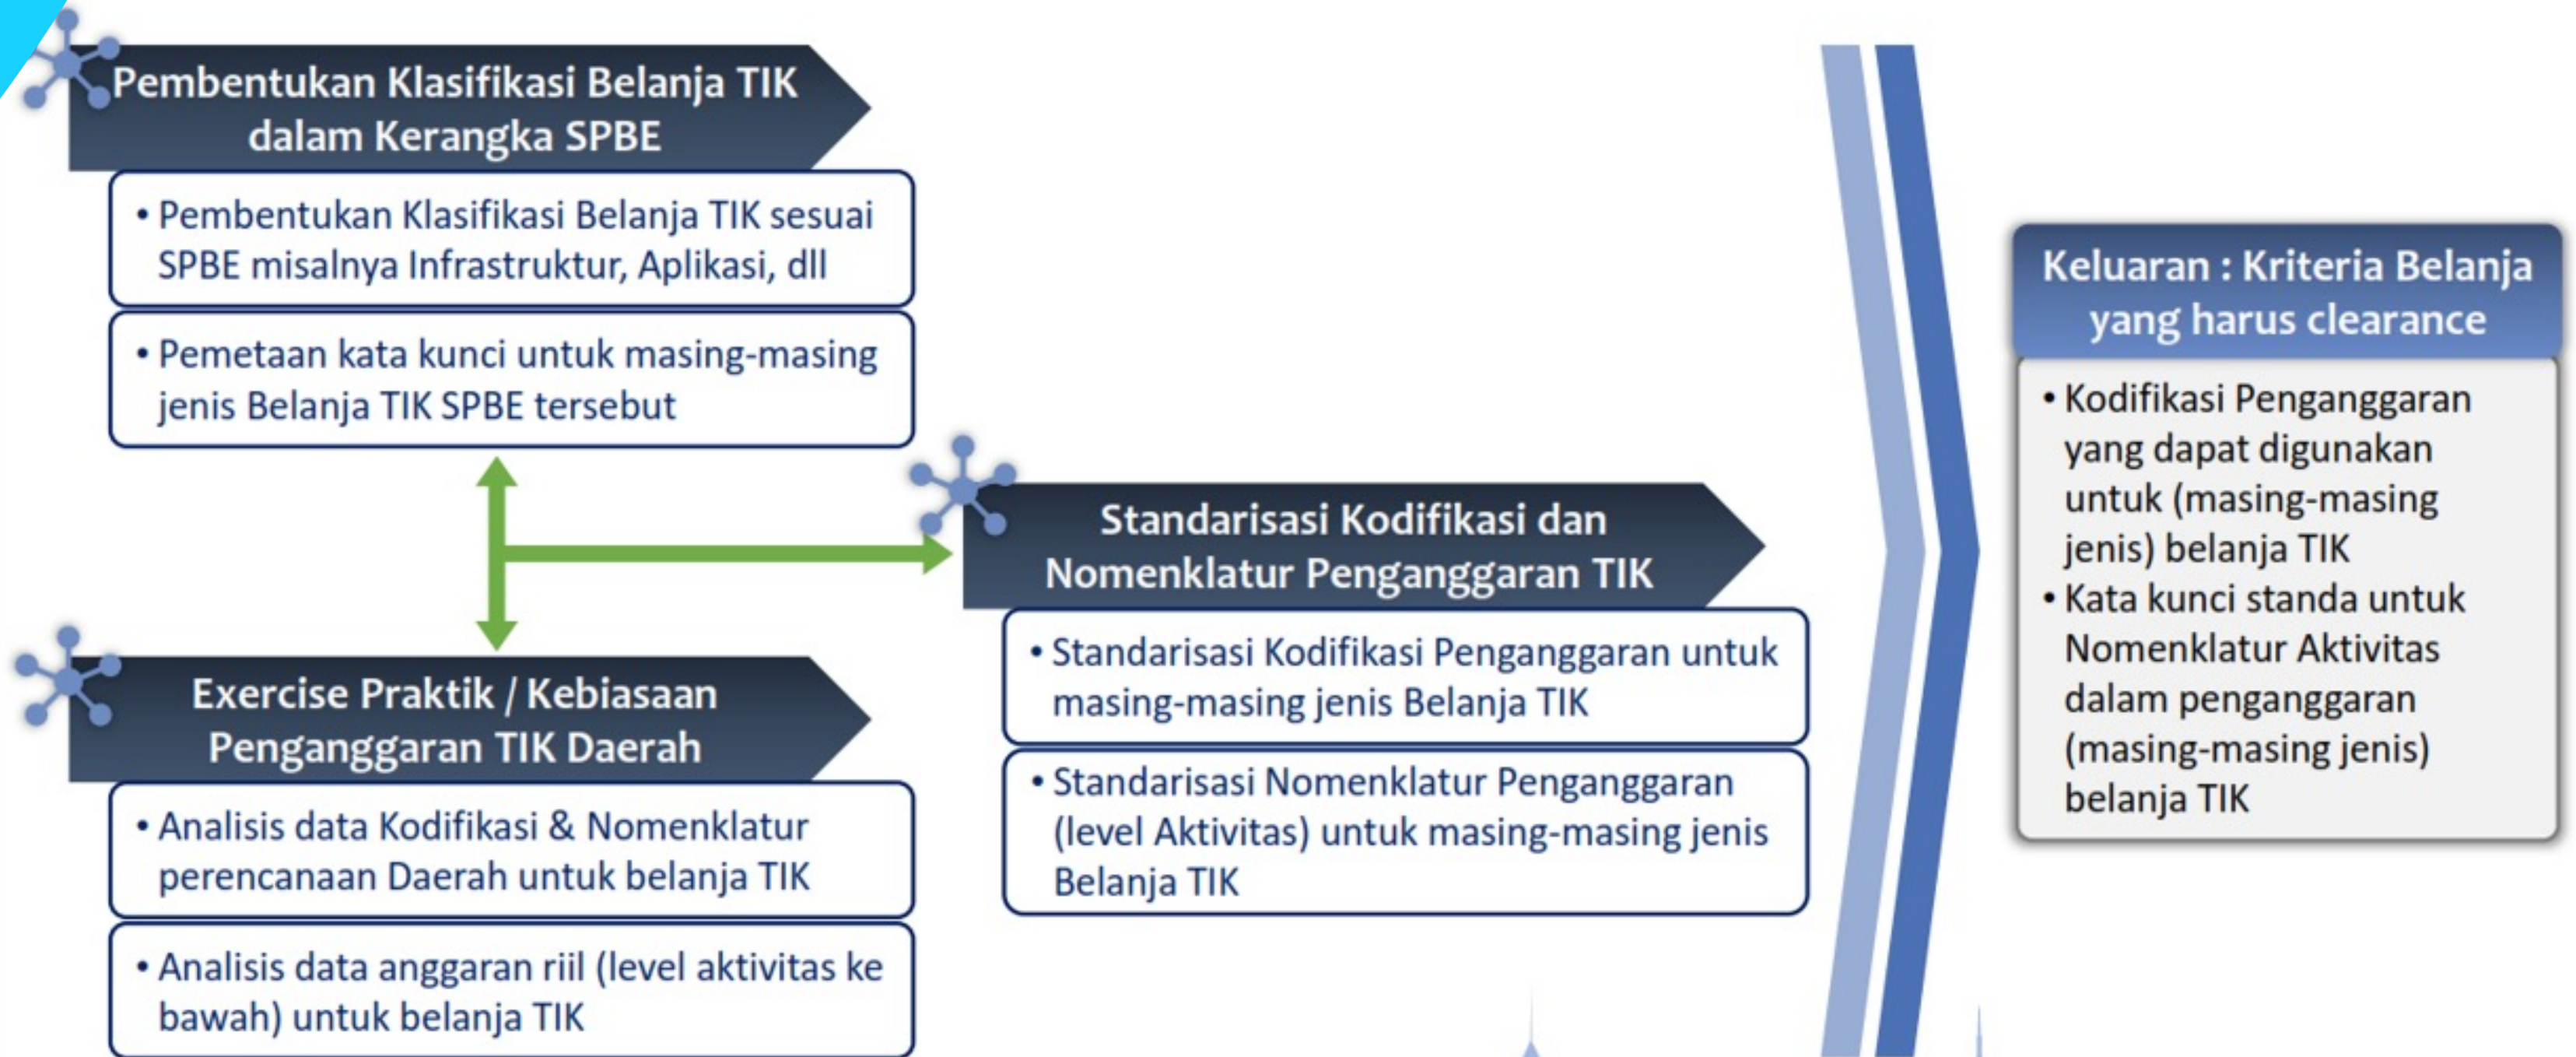 Pembentukan Klasifikasi Belanja TIK
dalam Kerangka SPBE
• Pembentukan Klasifikasi Belanja TIK sesuai
SPBE misalnya Infrastruktur, Aplikasi, dll
• Pemetaan kata kunci untuk masing-masing
jenis Belanja TIK SPBE tersebut
Exercise Praktik / Kebiasaan
Penganggaran TIK Daerah
• Analisis data Kodifikasi & Nomenklatur
perencanaan Daerah untuk belanja TIK
• Analisis data anggaran riil (level aktivitas ke
bawah) untuk belanja TIK
Standarisasi Kodifikasi dan
Nomenklatur Penganggaran TIK
• Standarisasi Kodifikasi Penganggaran untuk
masing-masing jenis Belanja TIK
• Standarisasi Nomenklatur Penganggaran
(level Aktivitas) untuk masing-masing jenis
Belanja TIK
Keluaran : Kriteria Belanja
yang harus clearance
• Kodifikasi Penganggaran
yang dapat digunakan
untuk (masing-masing
jenis) belanja TIK
• Kata kunci standa untuk
Nomenklatur Aktivitas
dalam penganggaran
(masing-masing jenis)
belanja TIK